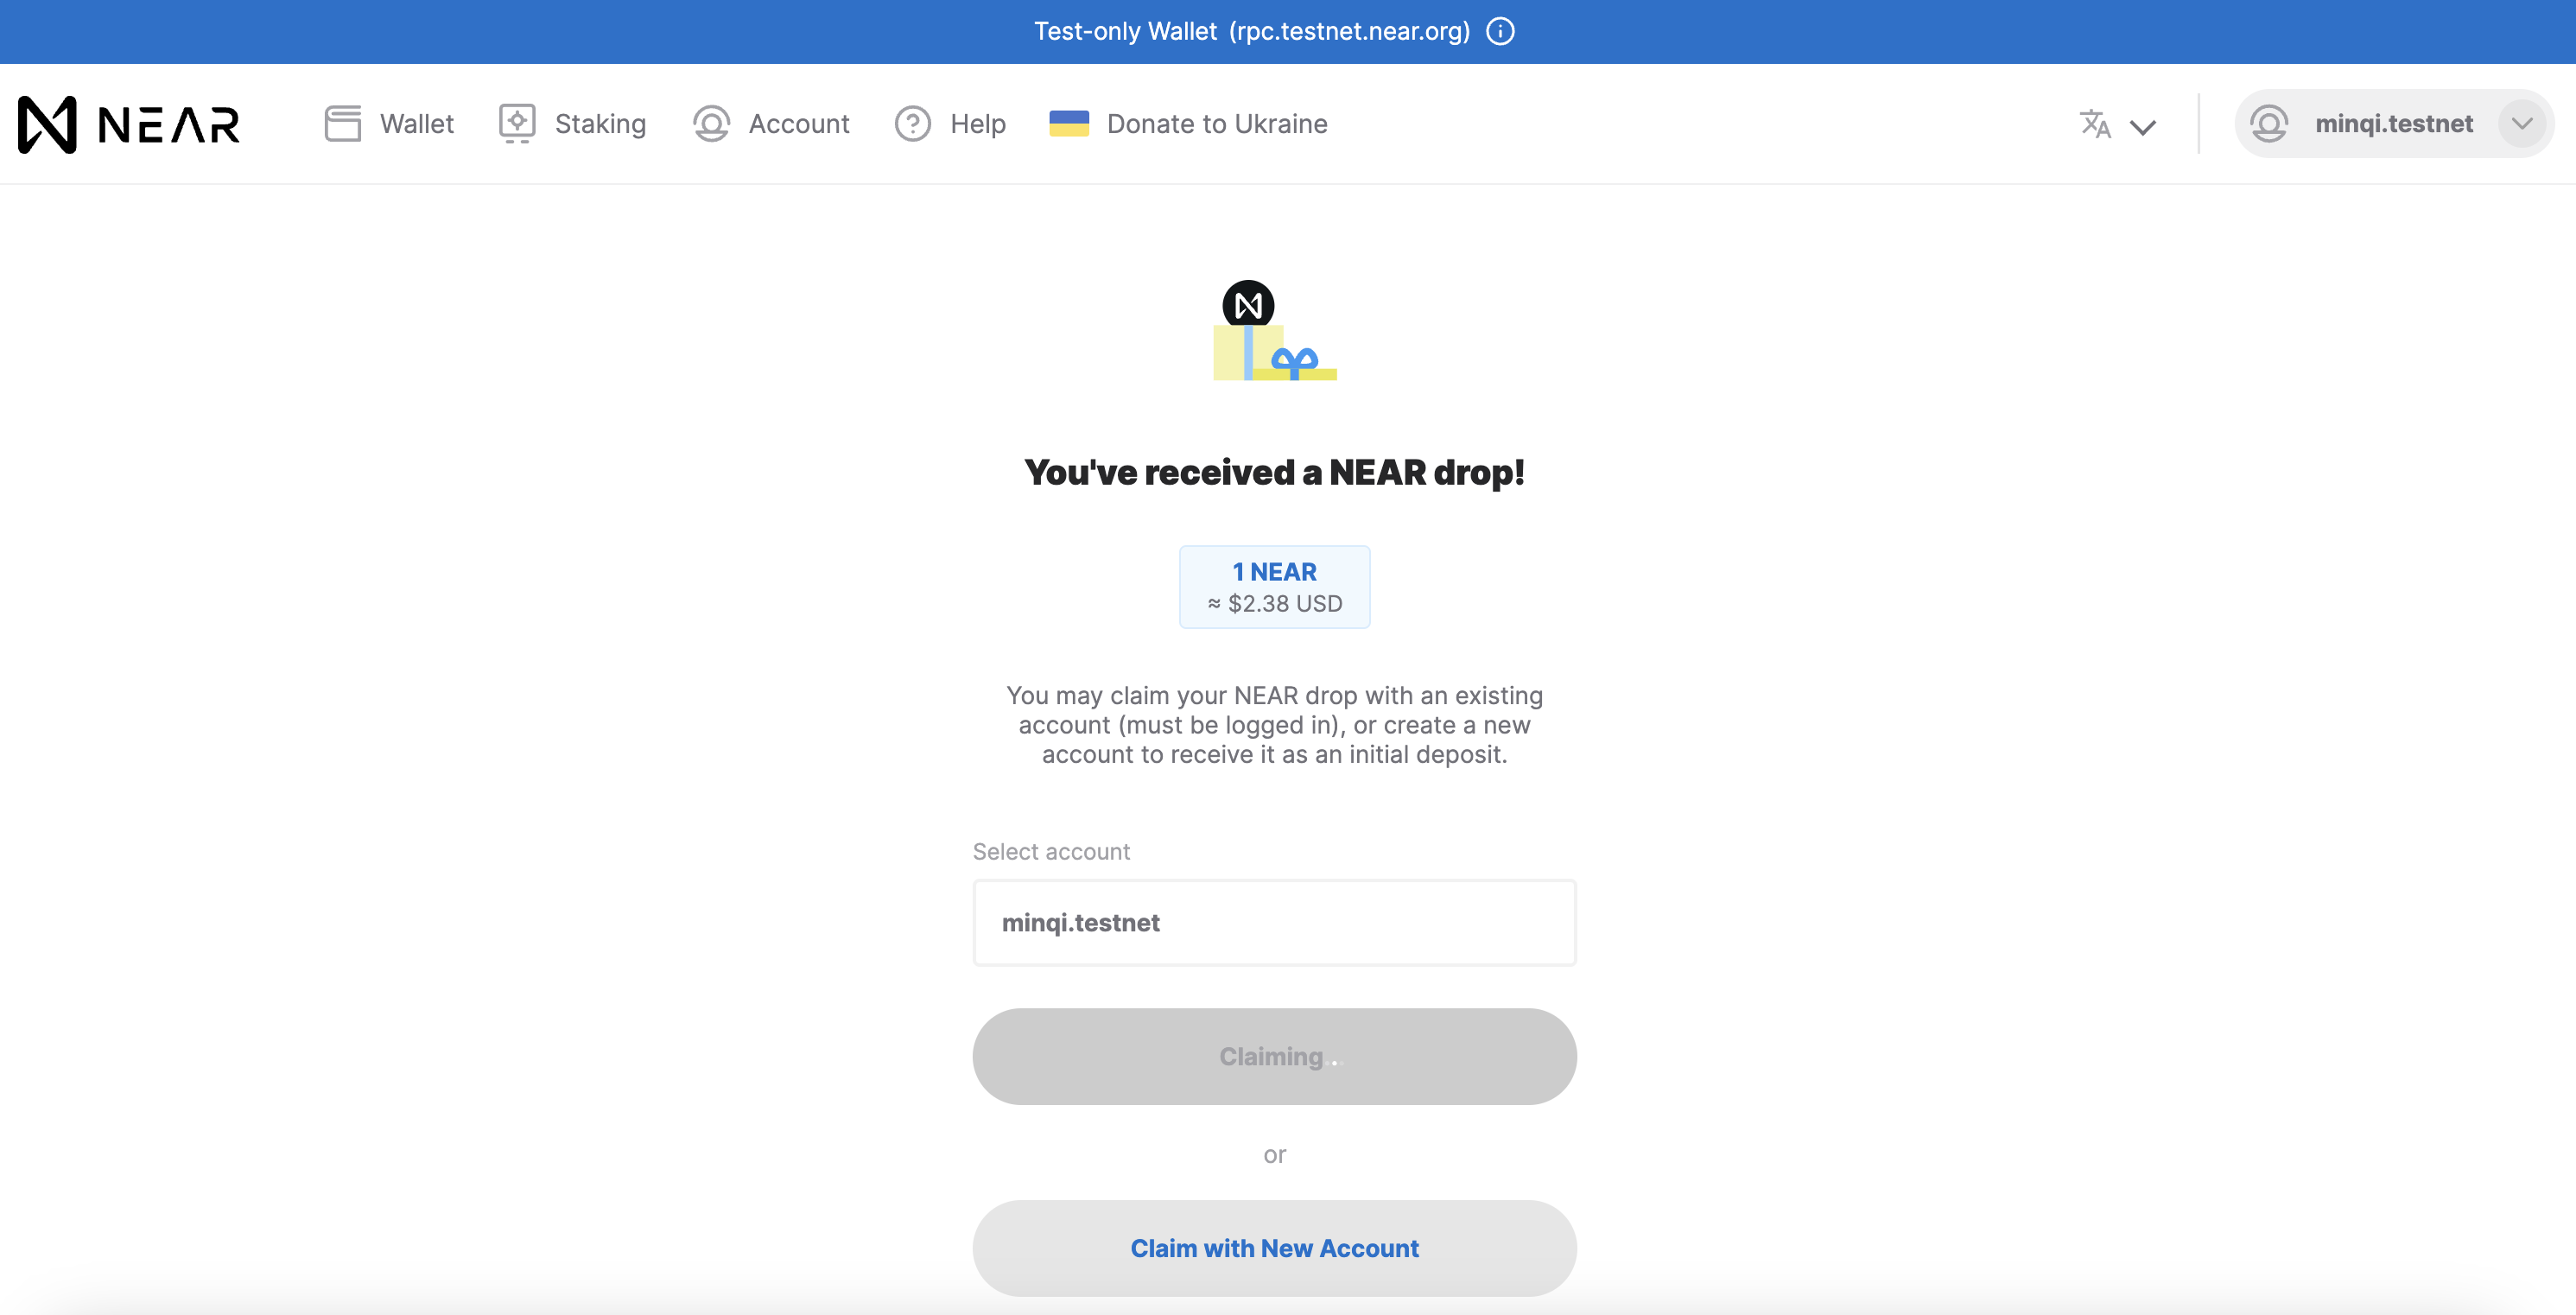 Test-only Wallet (rpc.testnet.near.org)
NEAR
Wallet
Staking
Account
Help
Donate to Ukraine
minqi.testnet
You've received a NEAR drop!
1 NEAR
≈ $2.38 USD
You may claim your NEAR drop with an existing
account (must be logged in), or create a new
account to receive it as an initial deposit.
Select account
minqi.testnet
Claiming...
or
Claim with New Account